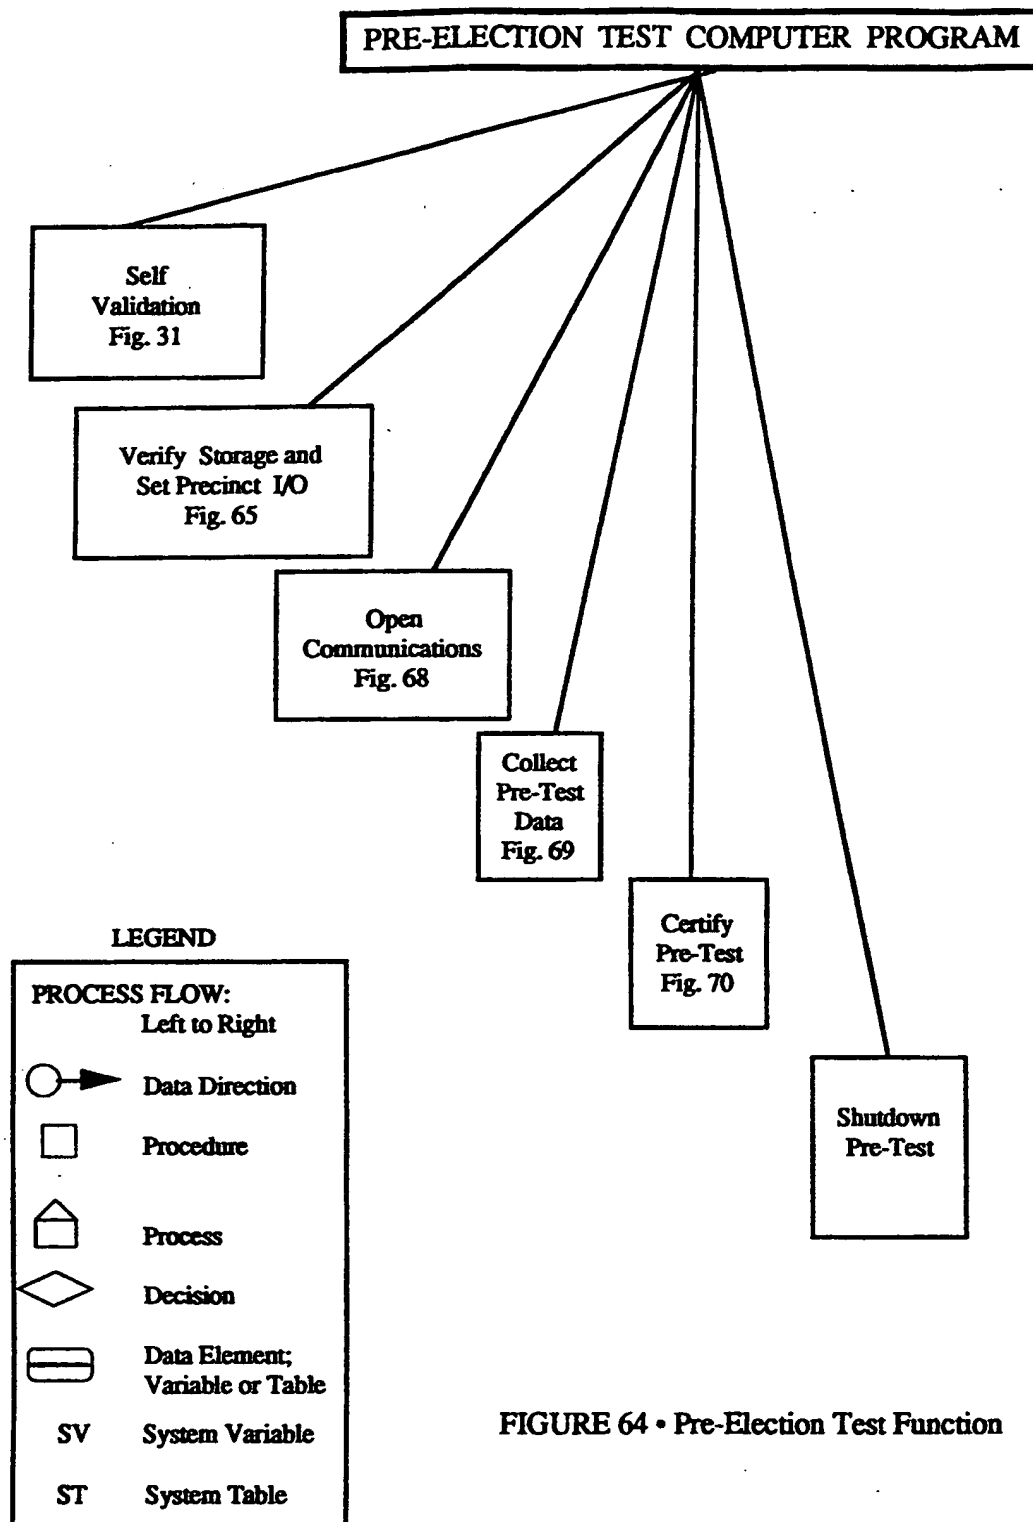 PRE-ELECTION TEST COMPUTER PROGRAM
Self
Validation
Fig. 31
Verify Storage and
Set Precinct I/O
Fig. 65
Open
Communications
Fig. 68
Collect
Pre-Test
Data
Fig. 69
Certify
Pre-Test
Fig. 70
Shutdown
Pre-Test
LEGEND
PROCESS FLOW:
Left to Right
Data Direction
Procedure
Process
Decision
Data Element;
Variable or Table
SV System Variable
ST System Table
FIGURE 64 • Pre-Election Test Function